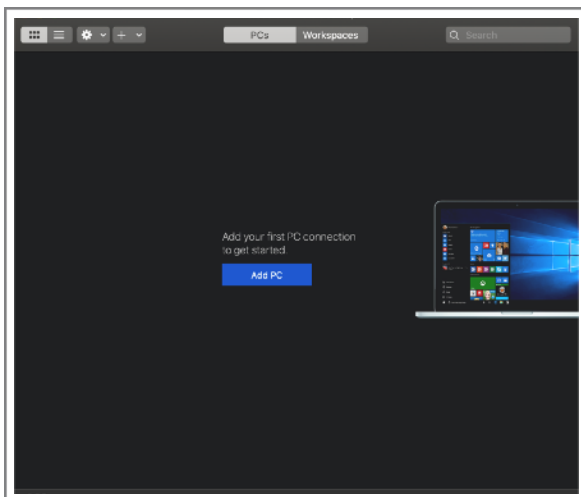 PCs
Workspaces
Search
Add your first PC connection
to get started.
Add PC